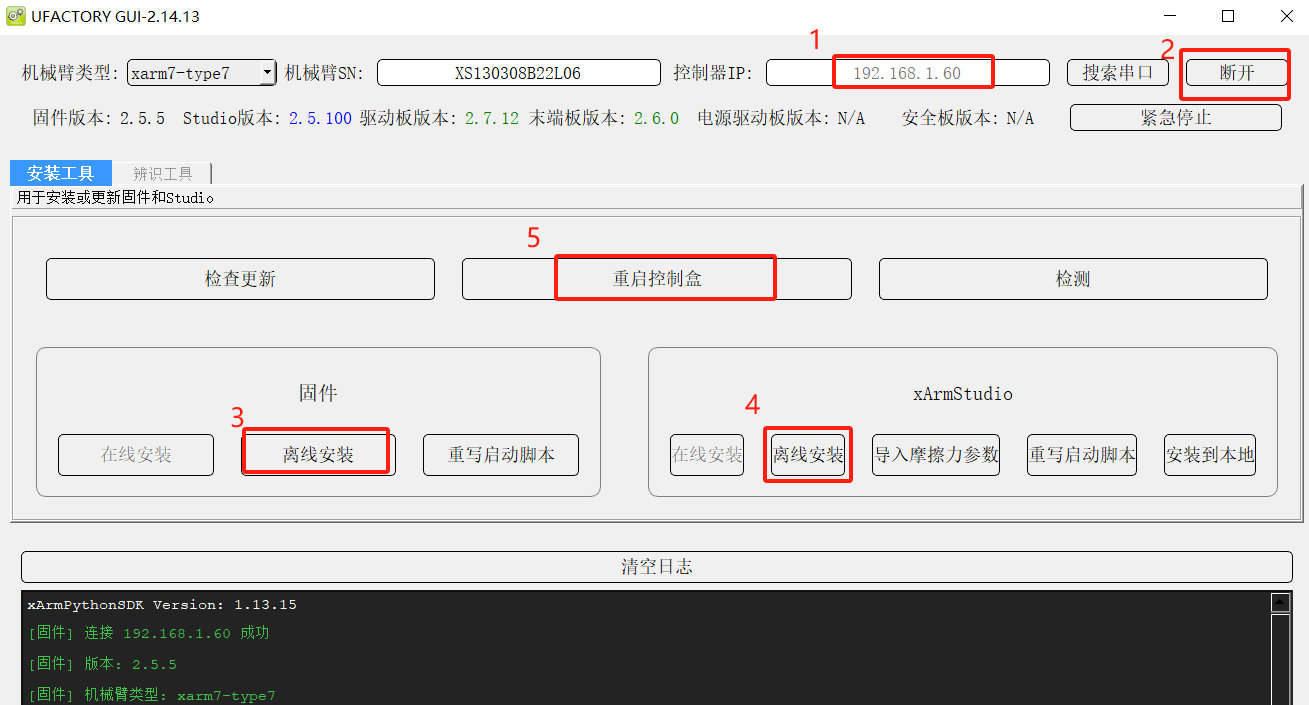 UFACTORY GUI-2.14.13
1
2
机械臂类型: xarm7-type7 机械臂SN: XS130308B22L06 控制器IP: 192.168.1.60 搜索串口 断开
固件版本: 2.5.5 Studio版本: 2.5.100 驱动板版本: 2.7.12 末端板版本: 2.6.0 电源驱动板版本: N/A 安全板版本: N/A 紧急停止
安装工具 辨识工具
用于安装或更新固件和Studio
5
检查更新 重启控制盒 检测
固件 xArmStudio
3
4
在线安装 离线安装 重写启动脚本 在线安装 离线安装 导入摩擦力参数 重写启动脚本 安装到本地
清空日志
xArmPythonSDK Version: 1.13.15
[固件] 连接 192.168.1.60 成功
[固件] 版本: 2.5.5
[固件] 机械臂类型: xarm7-type7